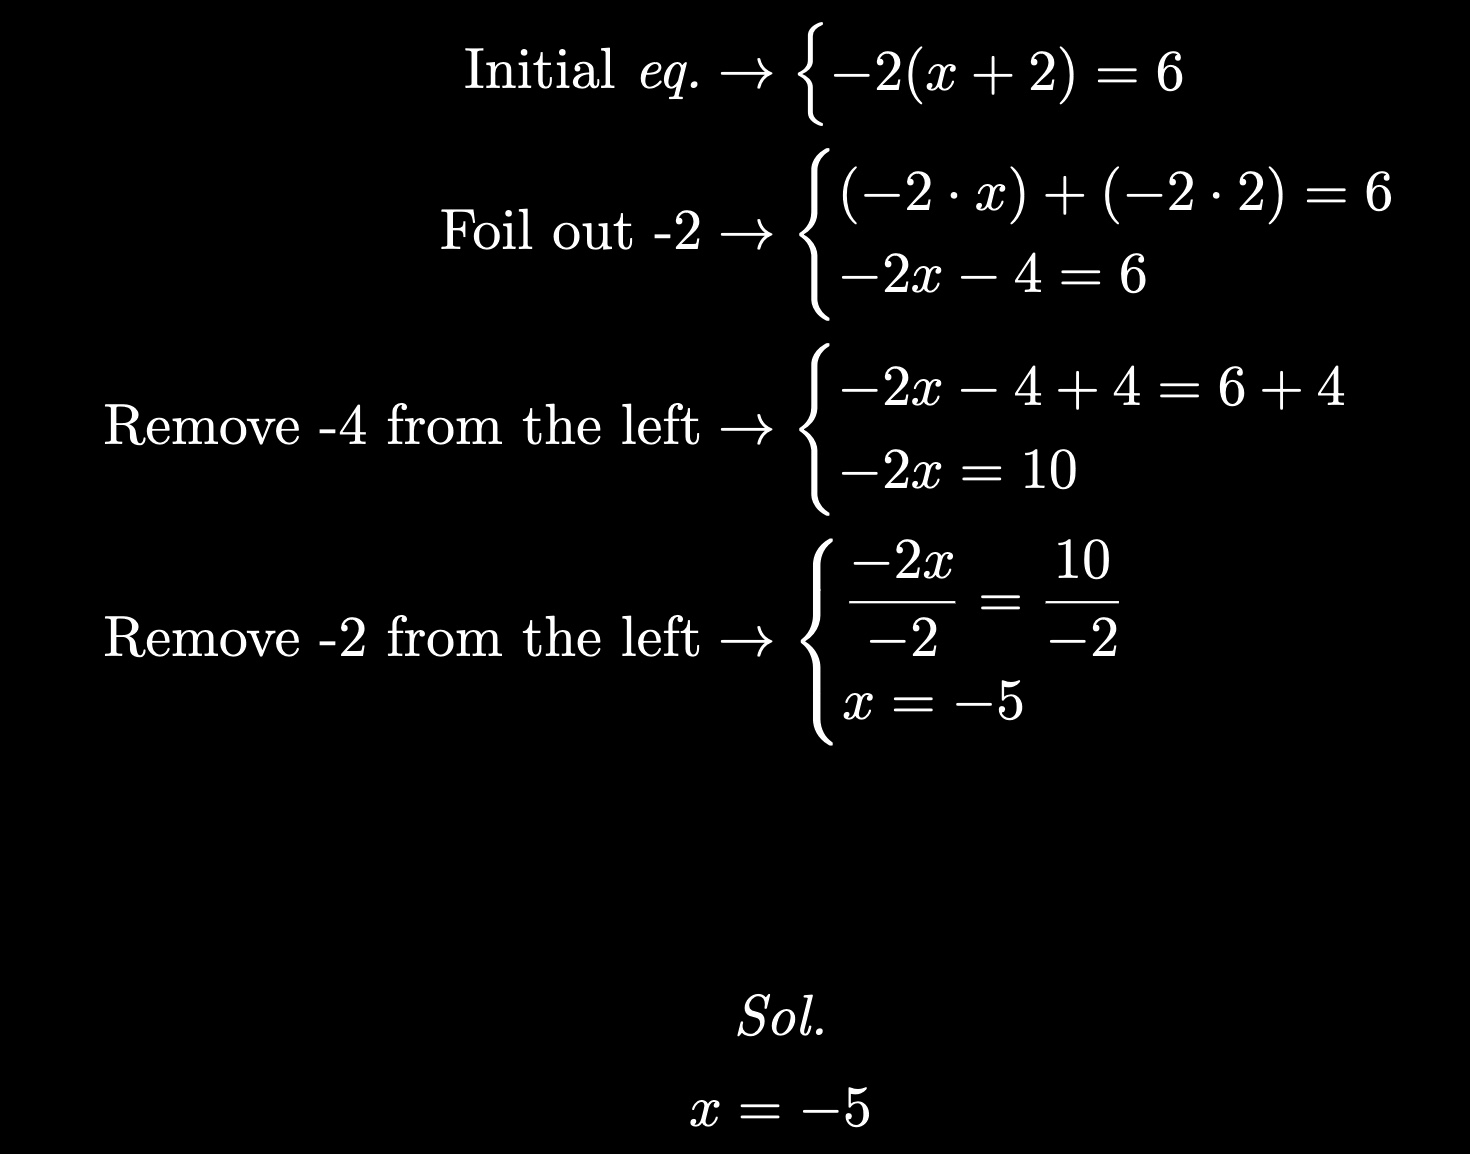 Initial eq. → { −2(x + 2) = 6
Foil out -2 → { (−2 · x) + (−2 · 2) = 6
−2x − 4 = 6
Remove -4 from the left → { −2x − 4 + 4 = 6 + 4
−2x = 10
Remove -2 from the left → { −2x/−2 = 10/−2
x = −5
Sol.
x = −5